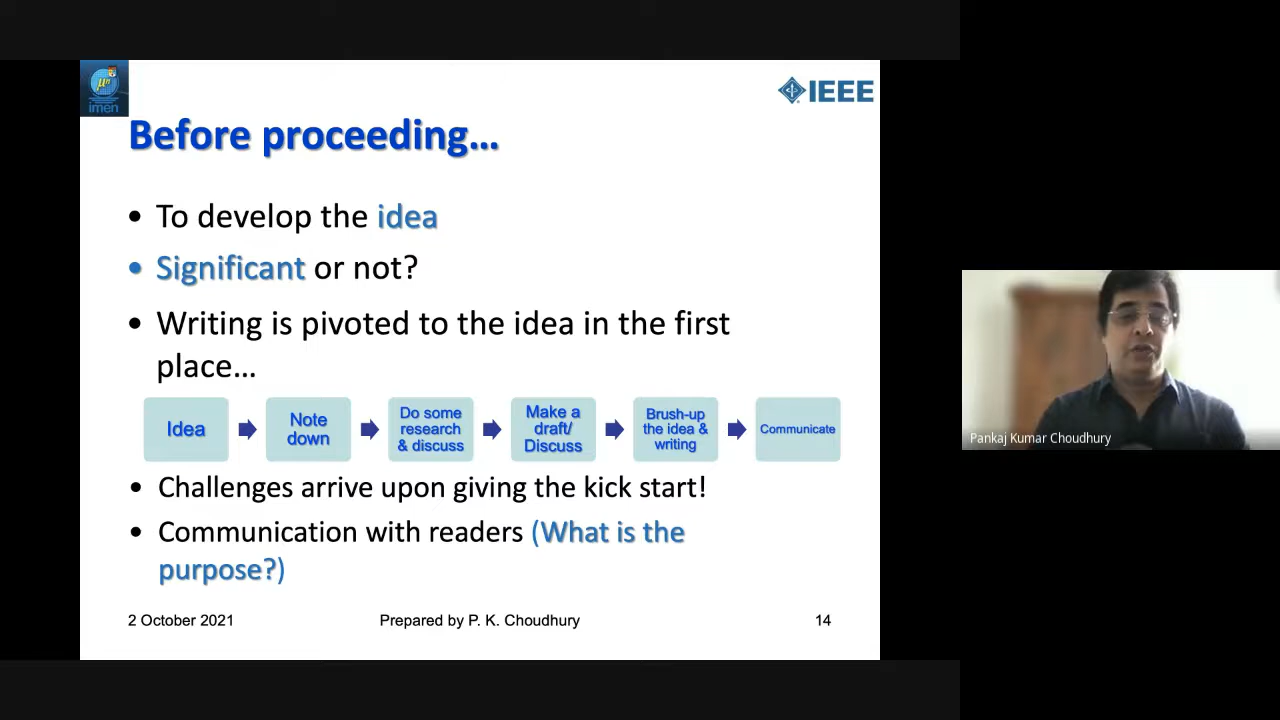 μn
imen
IEEE
Before proceeding...
• To develop the idea
• Significant or not?
• Writing is pivoted to the idea in the first
place...
Idea
Note
down
Do some
research
& discuss
Make a
draft/
Discuss
Brush-up
the idea &
writing
Communicate
• Challenges arrive upon giving the kick start!
• Communication with readers (What is the
purpose?)
2 October 2021
Prepared by P. K. Choudhury
14
Pankaj Kumar Choudhury